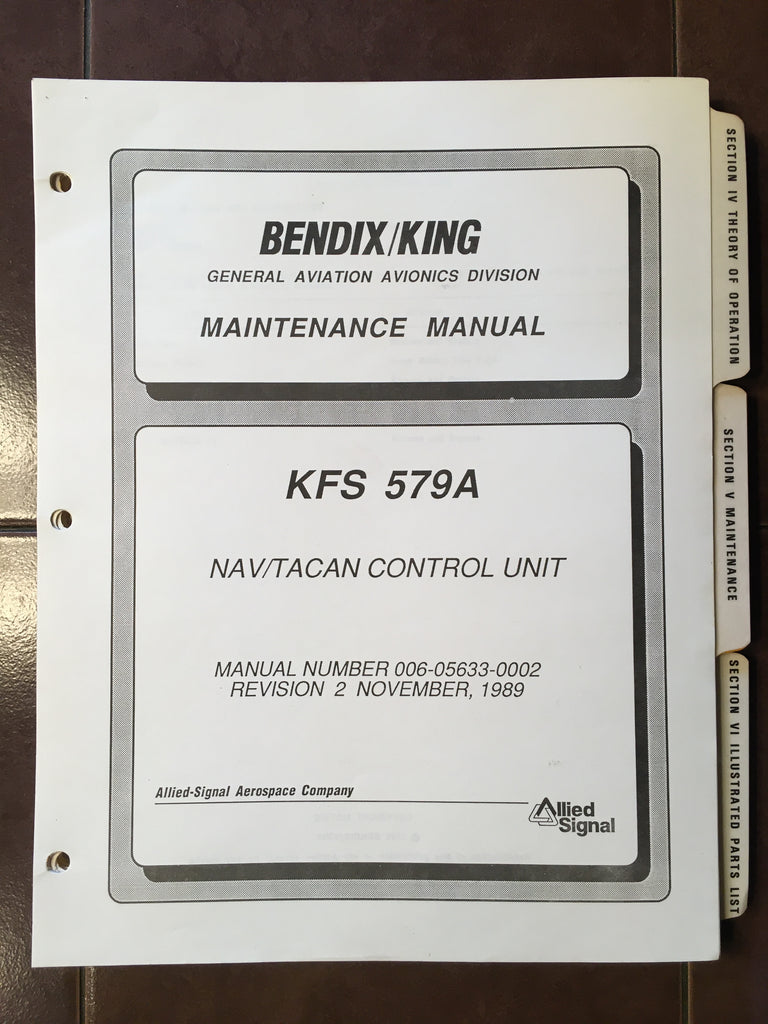 BENDIX/KING
GENERAL AVIATION AVIONICS DIVISION
MAINTENANCE MANUAL
KFS 579A
NAV/TACAN CONTROL UNIT
MANUAL NUMBER 006-05633-0002
REVISION 2 NOVEMBER, 1989
Allied-Signal Aerospace Company
Allied
Signal
SECTION IV THEORY OF OPERATION
SECTION V MAINTENANCE
SECTION VI ILLUSTRATED PARTS LIST